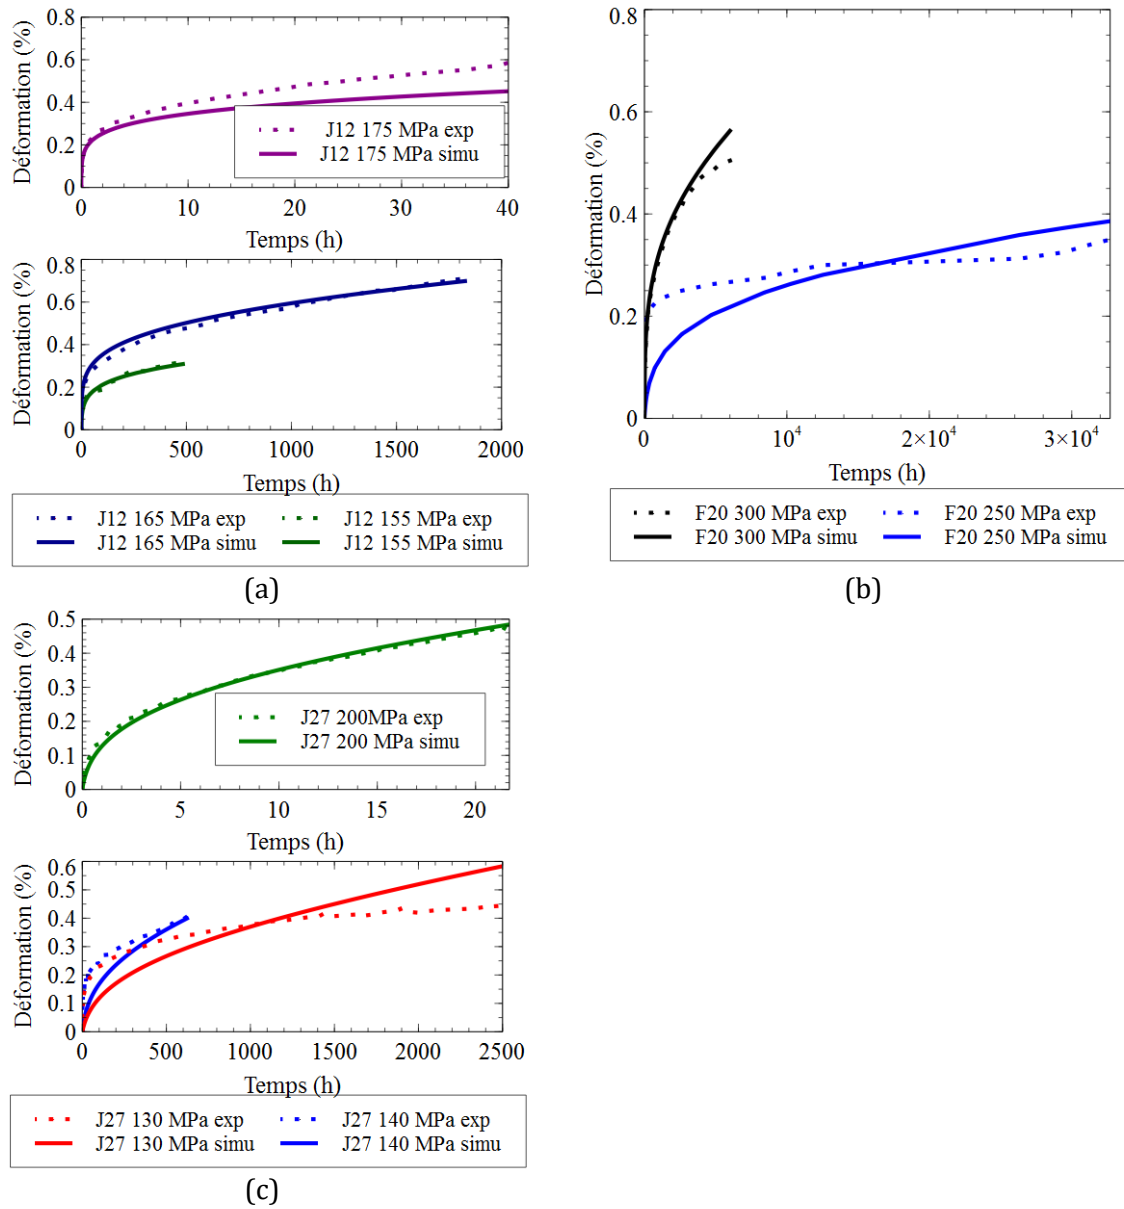 Déformation (%)
0.8
0.6
0.4
0.2
0
J12 175 MPa exp
J12 175 MPa simu
0 10 20 30 40
Temps (h)
Déformation (%)
0.8
0.6
0.4
0.2
0
0 500 1000 1500 2000
Temps (h)
J12 165 MPa exp J12 155 MPa exp
J12 165 MPa simu J12 155 MPa simu
(a)
Déformation (%)
0.8
0.6
0.4
0.2
0
0 10⁴ 2×10⁴ 3×10⁴
Temps (h)
F20 300 MPa exp F20 250 MPa exp
F20 300 MPa simu F20 250 MPa simu
(b)
Déformation (%)
0.5
0.4
0.3
0.2
0.1
0
J27 200MPa exp
J27 200 MPa simu
0 5 10 15 20
Temps (h)
Déformation (%)
0.6
0.5
0.4
0.3
0.2
0.1
0
0 500 1000 1500 2000 2500
Temps (h)
J27 130 MPa exp J27 140 MPa exp
J27 130 MPa simu J27 140 MPa simu
(c)